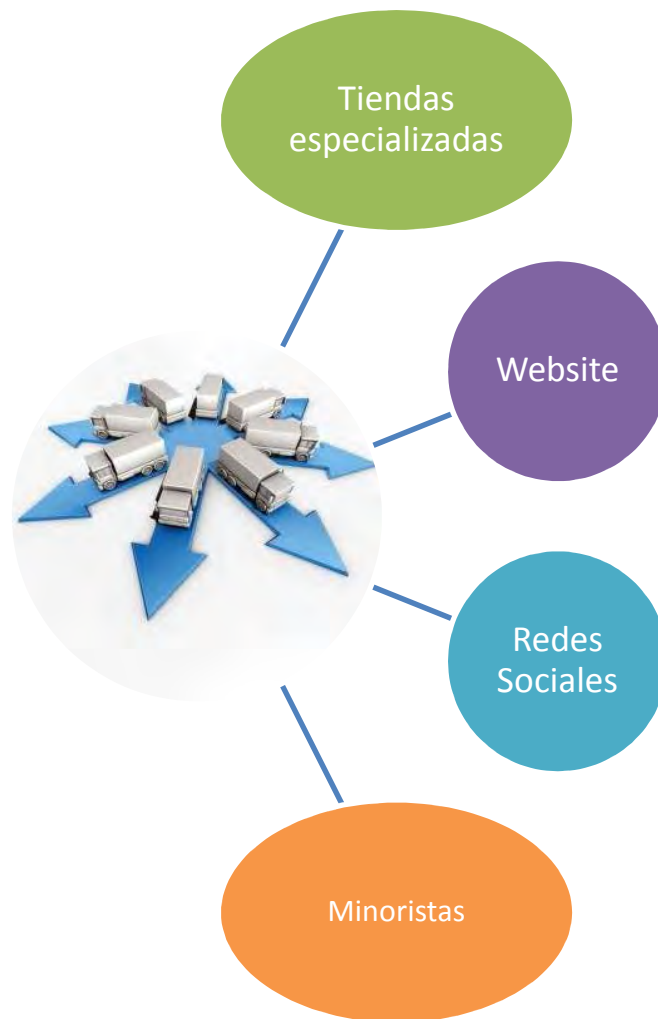 Tiendas
especializadas
Website
Redes
Sociales
Minoristas